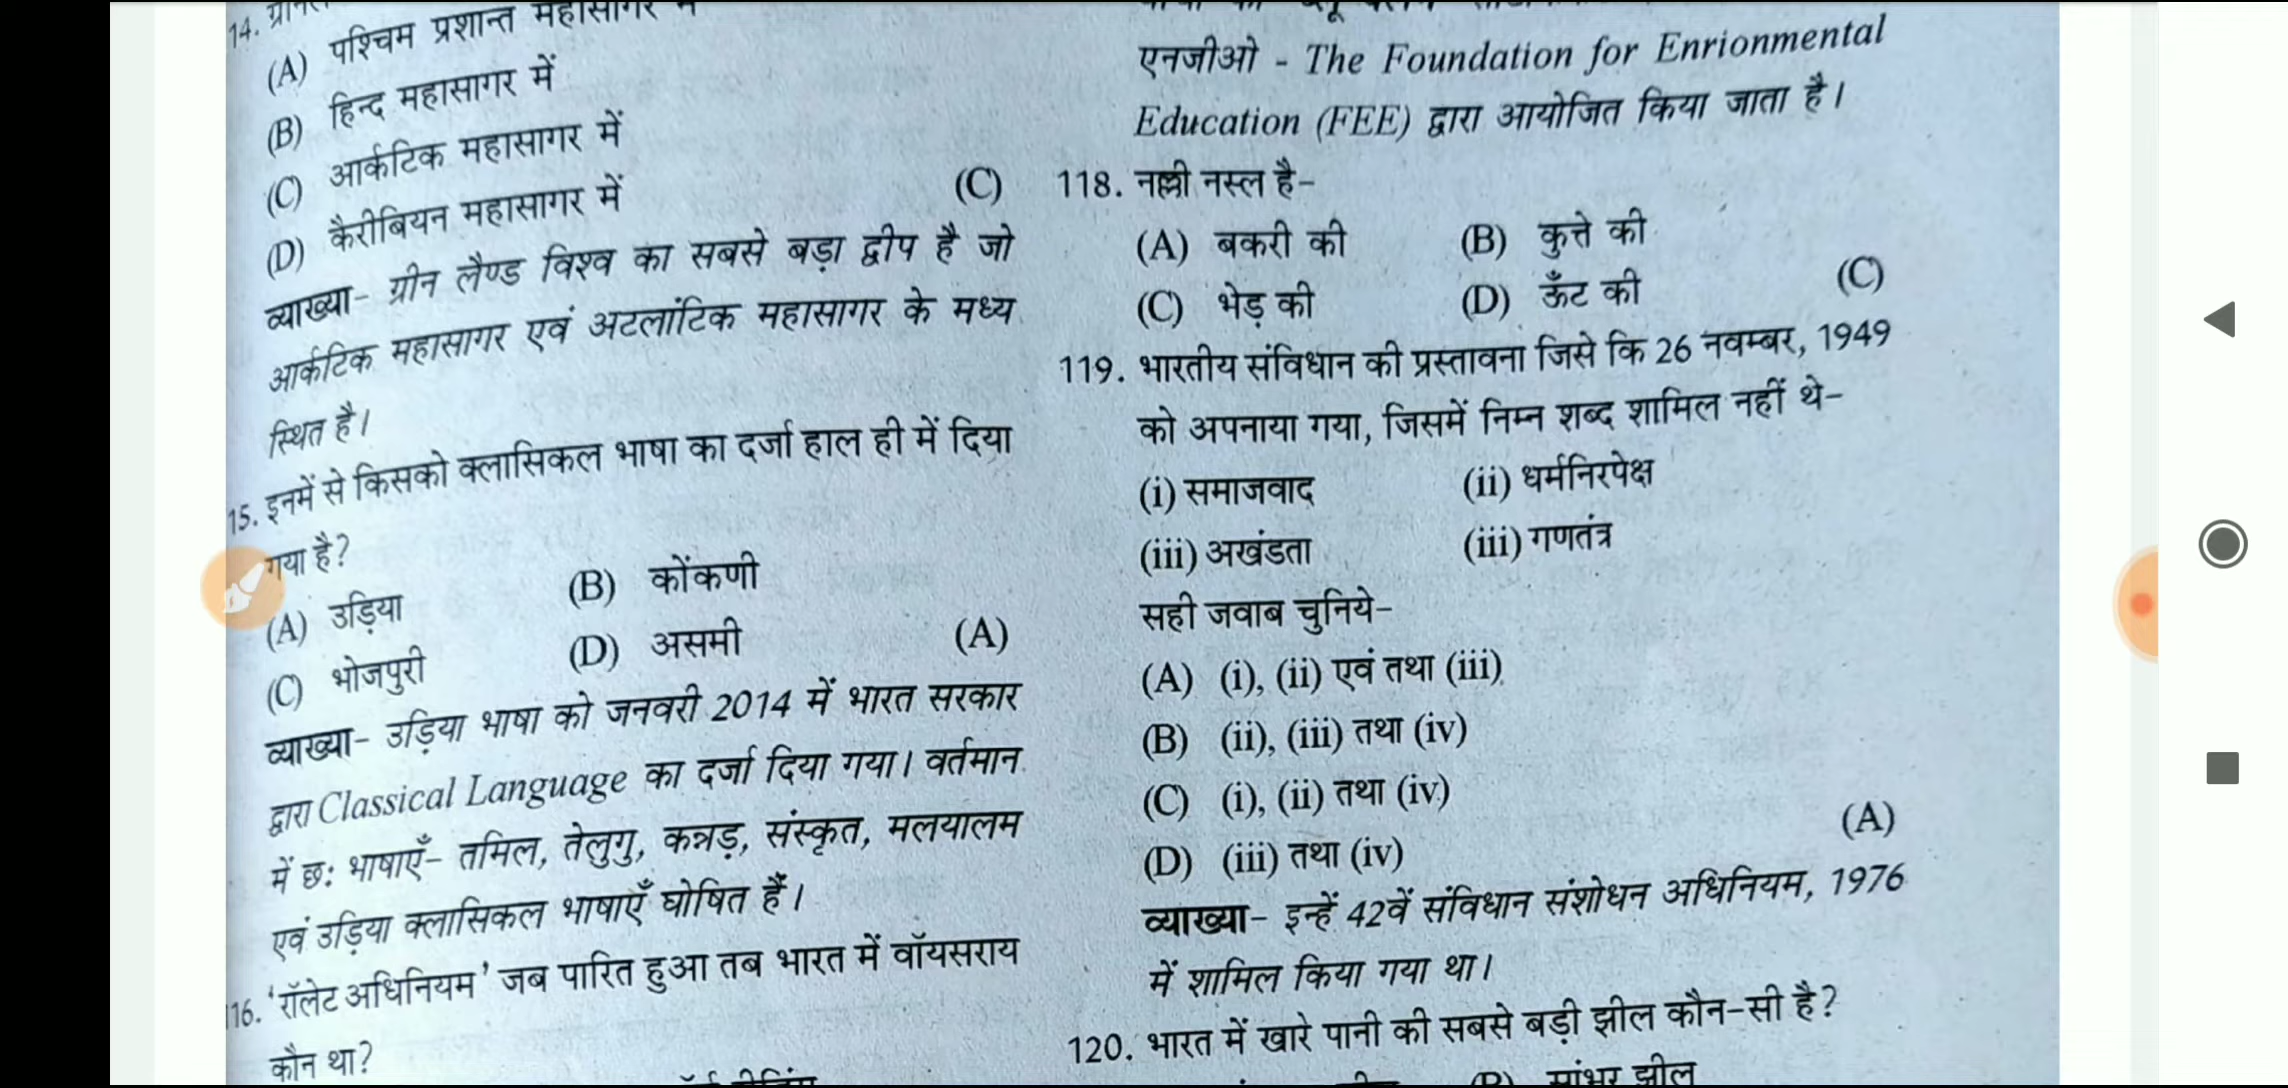 14.
(A) पश्चिम प्रशान्त महासागर
(B) हिन्द महासागर में
(C) आर्कटिक महासागर में
(D) कैरीबियन महासागर में
(C)
व्याख्या- ग्रीन लैण्ड विश्व का सबसे बड़ा द्वीप है जो
आर्कटिक महासागर एवं अटलांटिक महासागर के मध्य
स्थित है।
15. इनमें से किसको क्लासिकल भाषा का दर्जा हाल ही में दिया
गया है?
(A) उड़िया (B) कोंकणी
(C) भोजपुरी (D) असमी (A)
व्याख्या- उड़िया भाषा को जनवरी 2014 में भारत सरकार
द्वारा Classical Language का दर्जा दिया गया। वर्तमान
में छः भाषाएँ- तमिल, तेलुगु, कन्नड़, संस्कृत, मलयालम
एवं उड़िया क्लासिकल भाषाएँ घोषित हैं।
116. 'रॉलेट अधिनियम' जब पारित हुआ तब भारत में वॉयसराय
कौन था?
एनजीओ - The Foundation for Enrionmental
Education (FEE) द्वारा आयोजित किया जाता है।
118. नल्ली नस्ल है-
(A) बकरी की (B) कुत्ते की
(C) भेड़ की (D) ऊँट की (C)
119. भारतीय संविधान की प्रस्तावना जिसे कि 26 नवम्बर, 1949
को अपनाया गया, जिसमें निम्न शब्द शामिल नहीं थे-
(i) समाजवाद (ii) धर्मनिरपेक्ष
(iii) अखंडता (iii) गणतंत्र
सही जवाब चुनिये-
(A) (i), (ii) एवं तथा (iii)
(B) (ii), (iii) तथा (iv)
(C) (i), (ii) तथा (iv)
(D) (iii) तथा (iv) (A)
व्याख्या- इन्हें 42वें संविधान संशोधन अधिनियम, 1976
में शामिल किया गया था।
120. भारत में खारे पानी की सबसे बड़ी झील कौन-सी है?
(B) सांभर झील